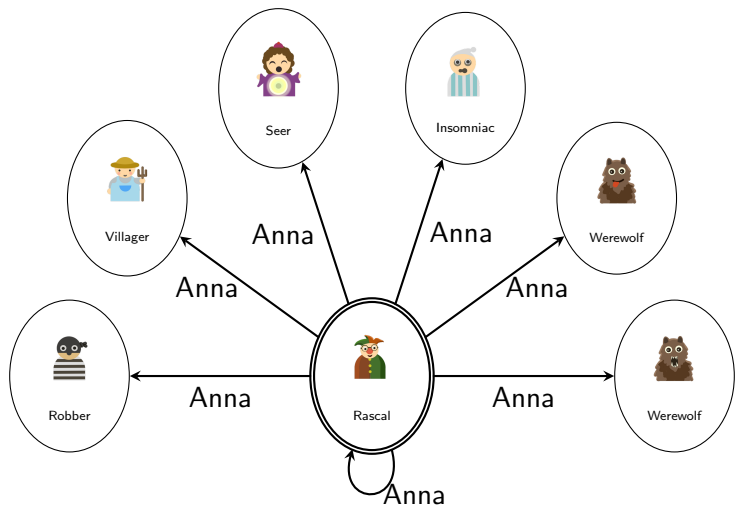 Seer
Insomniac
Villager
Werewolf
Anna
Anna
Anna
Anna
Robber
Anna
Rascal
Anna
Werewolf
Anna